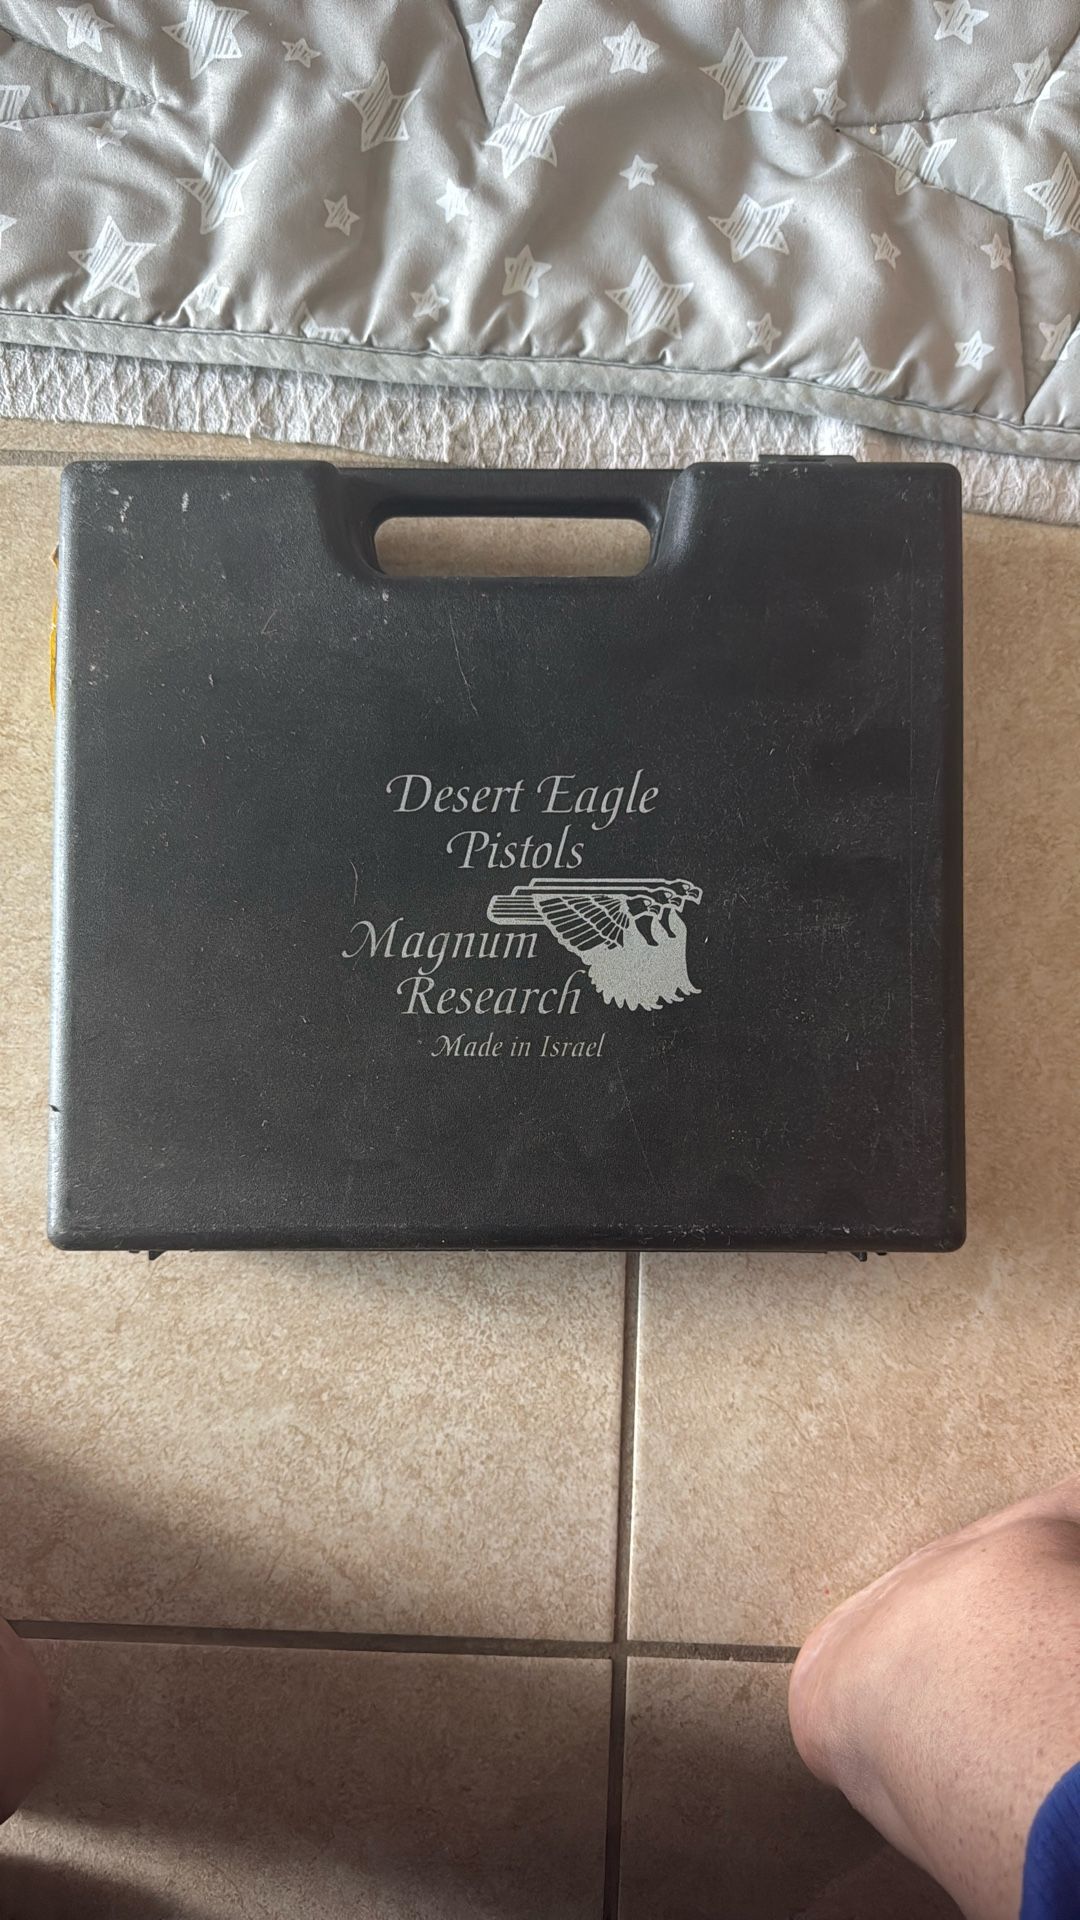 Desert Eagle
Pistols
Magnum
Research
Made in Israel